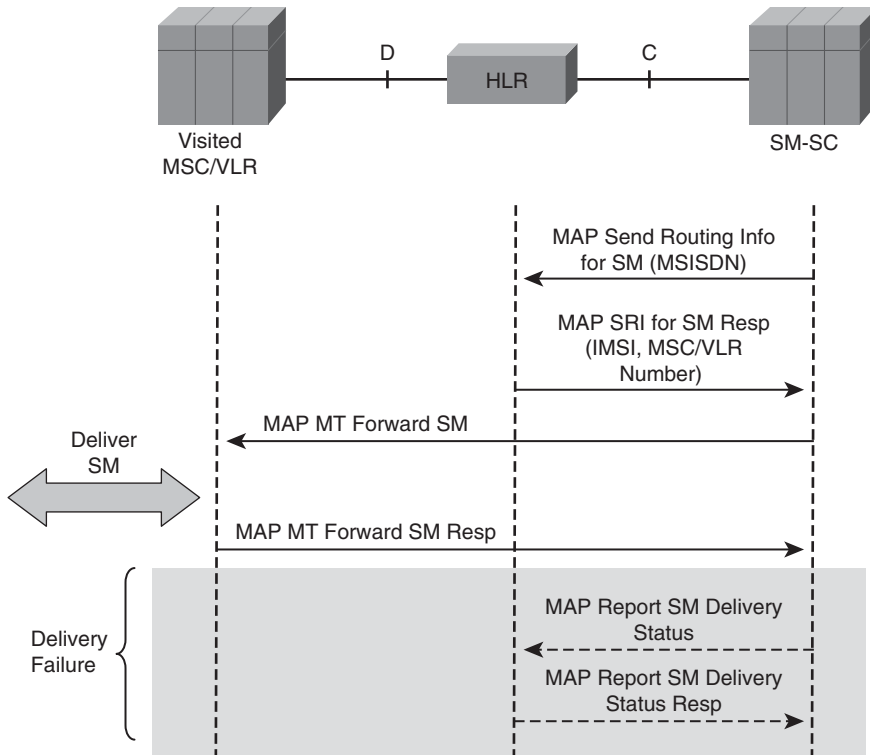 D
HLR
C
Visited
MSC/VLR
SM-SC
MAP Send Routing Info
for SM (MSISDN)
MAP SRI for SM Resp
(IMSI, MSC/VLR
Number)
MAP MT Forward SM
Deliver
SM
MAP MT Forward SM Resp
MAP Report SM Delivery
Status
Delivery
Failure
MAP Report SM Delivery
Status Resp